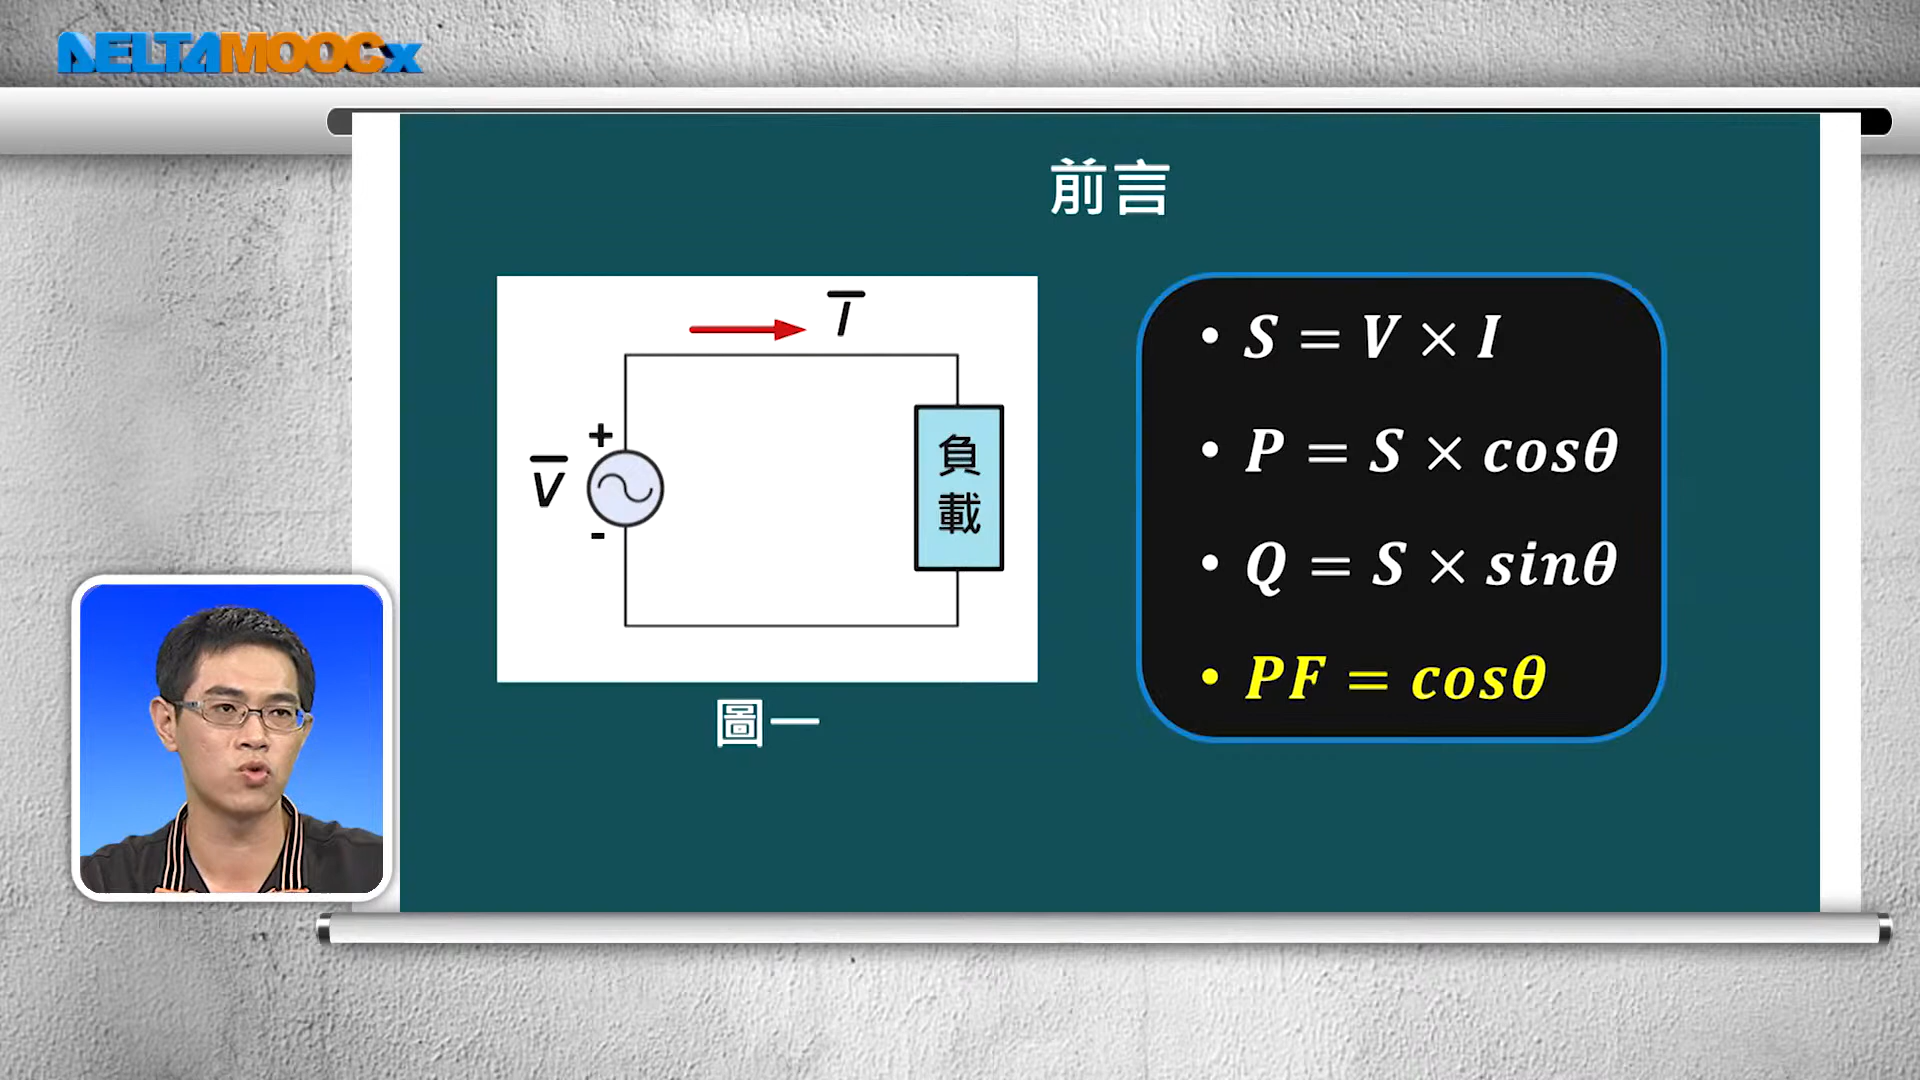 DELTAMOOCx
前言
I
+
V
-
負
載
圖一
• S = V × I
• P = S × cosθ
• Q = S × sinθ
• PF = cosθ